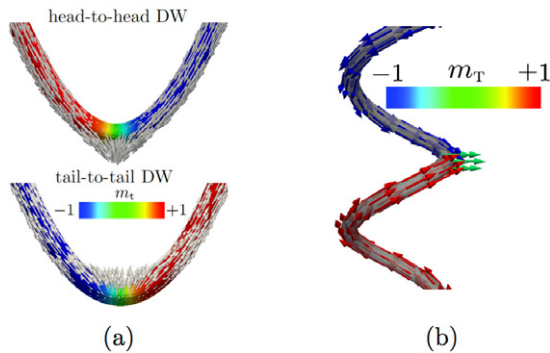 head-to-head DW
tail-to-tail DW
m_t
−1 +1
(a)
−1 m_T +1
(b)